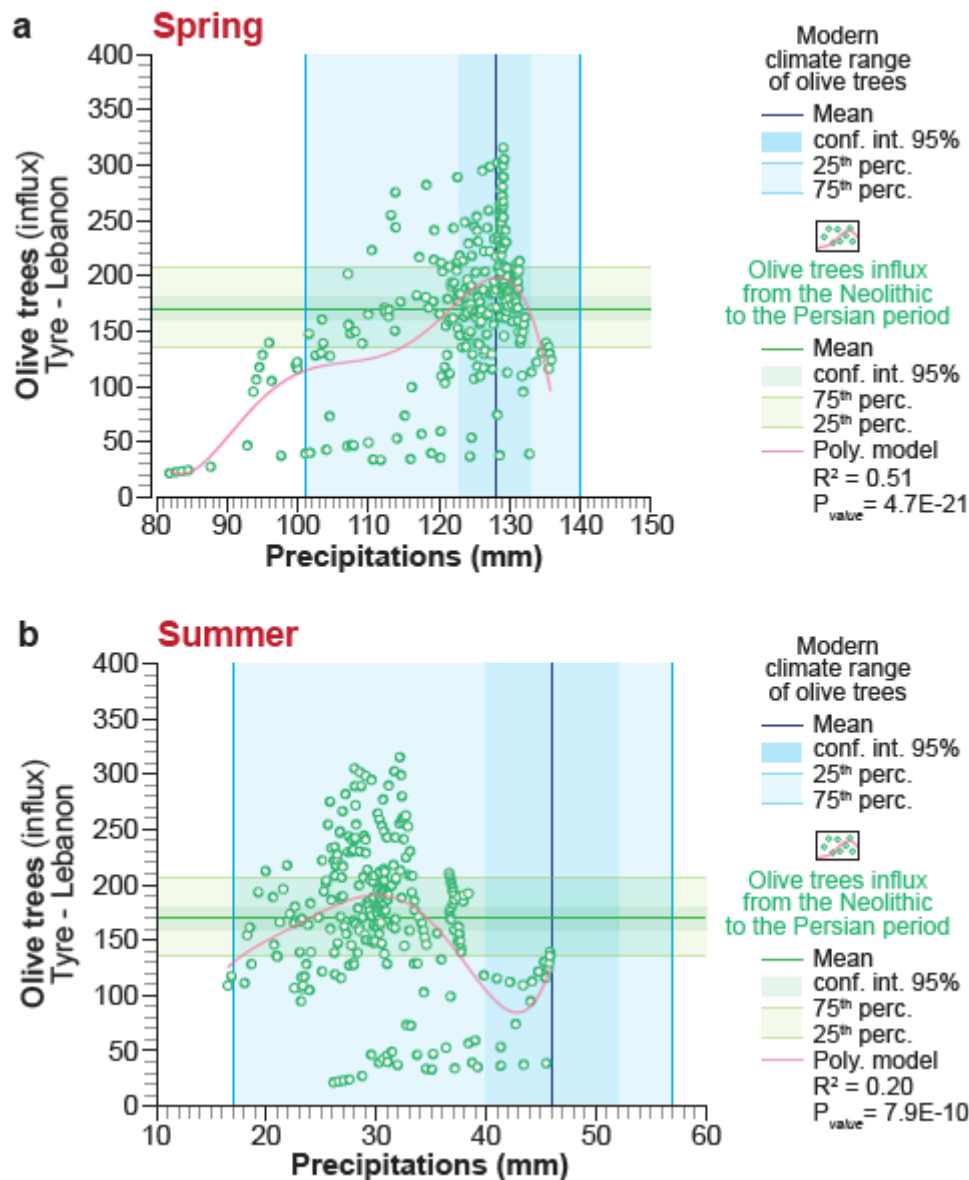 a Spring
400
350
300
250
200
150
100
50
0
Olive trees (influx)
Tyre - Lebanon
80 90 100 110 120 130 140 150
Precipitations (mm)
Modern
climate range
of olive trees
Mean
conf. int. 95%
25th perc.
75th perc.
Olive trees influx
from the Neolithic
to the Persian period
Mean
conf. int. 95%
75th perc.
25th perc.
Poly. model
R² = 0.51
Pvalue= 4.7E-21
b Summer
400
350
300
250
200
150
100
50
0
Olive trees (influx)
Tyre - Lebanon
10 20 30 40 50 60
Precipitations (mm)
Modern
climate range
of olive trees
Mean
conf. int. 95%
25th perc.
75th perc.
Olive trees influx
from the Neolithic
to the Persian period
Mean
conf. int. 95%
75th perc.
25th perc.
Poly. model
R² = 0.20
Pvalue= 7.9E-10